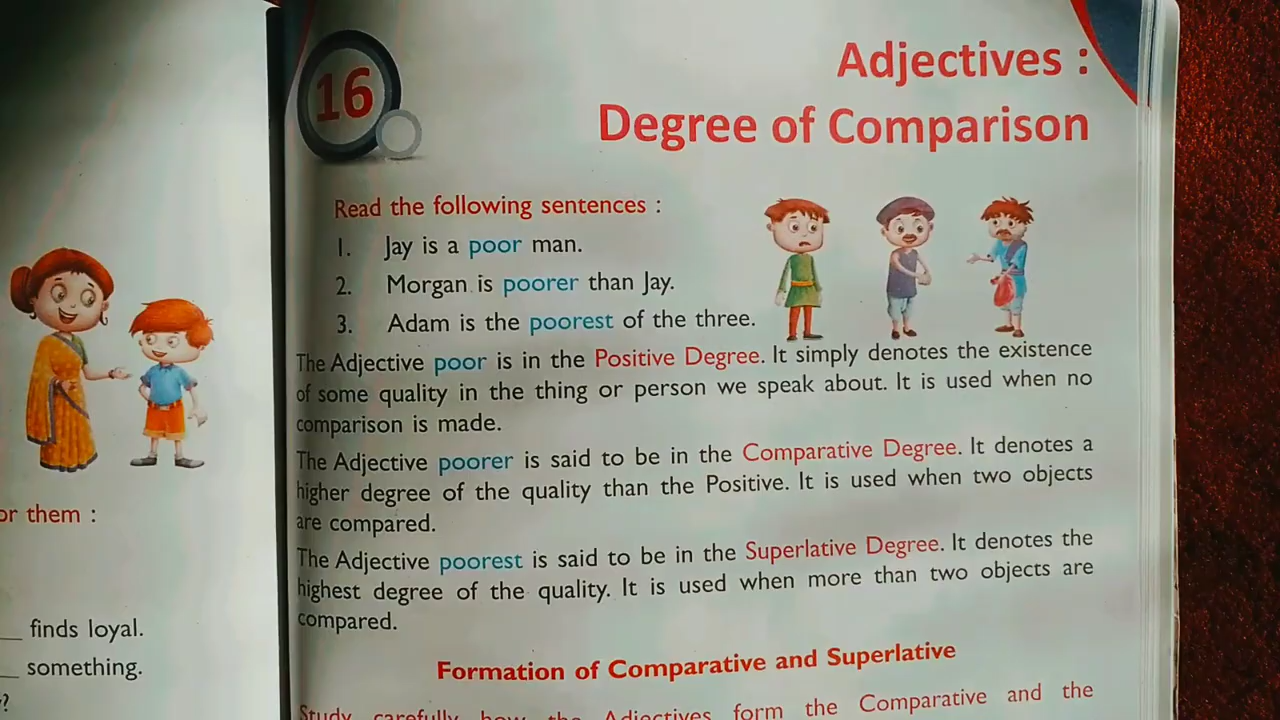 16
Adjectives :
Degree of Comparison
Read the following sentences :
1. Jay is a poor man.
2. Morgan is poorer than Jay.
3. Adam is the poorest of the three.
The Adjective poor is in the Positive Degree. It simply denotes the existence
of some quality in the thing or person we speak about. It is used when no
comparison is made.
The Adjective poorer is said to be in the Comparative Degree. It denotes a
higher degree of the quality than the Positive. It is used when two objects
are compared.
The Adjective poorest is said to be in the Superlative Degree. It denotes the
highest degree of the quality. It is used when more than two objects are
compared.
Formation of Comparative and Superlative
Study carefully how the Adjectives form the Comparative and the
or them :
finds loyal.
something.
?